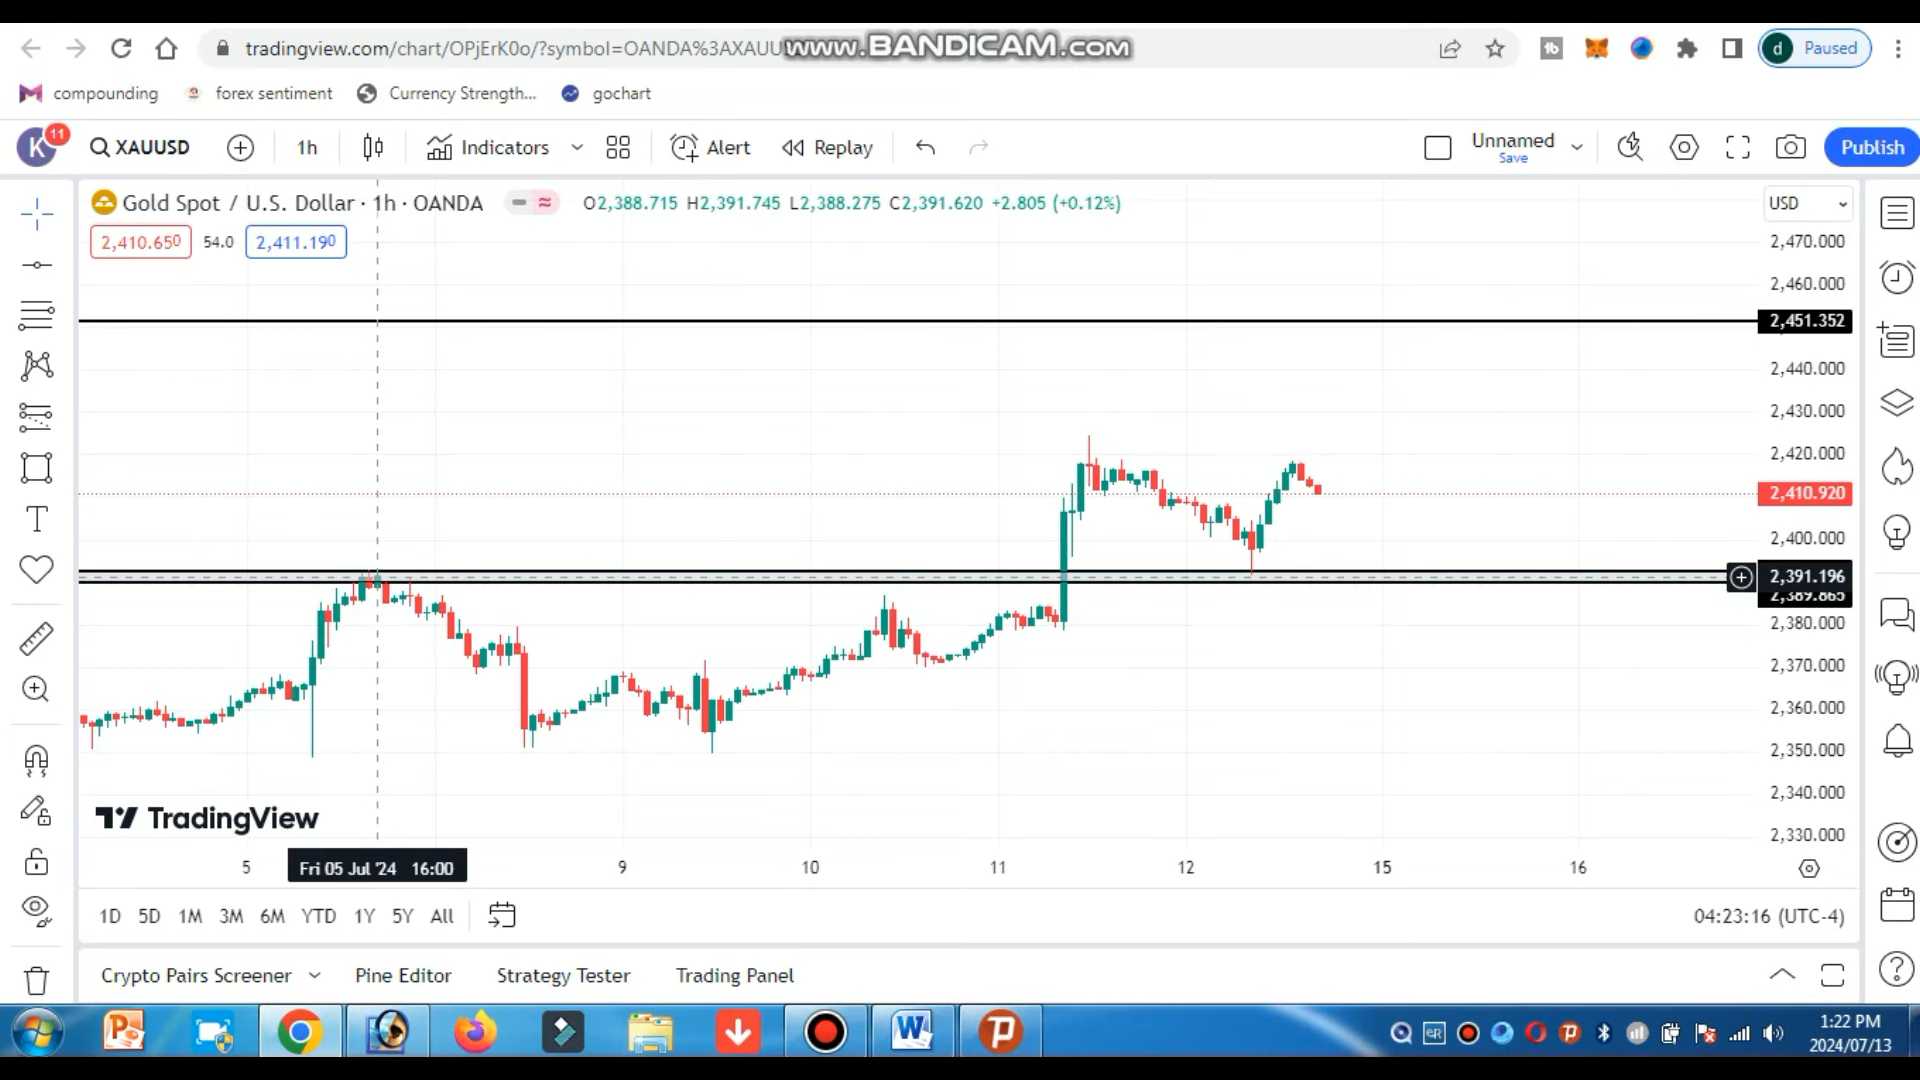 tradingview.com/chart/OPjErK0o/?symbol=OANDA%3AXAUU
www.BANDICAM.com
d Paused
compounding
forex sentiment
Currency Strength...
gochart
K 11
XAUUSD
1h
Indicators
Alert
Replay
Unnamed
Save
Publish
Gold Spot / U.S. Dollar · 1h · OANDA
O2,388.715 H2,391.745 L2,388.275 C2,391.620 +2.805 (+0.12%)
USD
2,410.650 54.0 2,411.190
2,470.000
2,460.000
2,451.352
2,440.000
2,430.000
2,420.000
2,410.920
2,400.000
2,391.196
2,389.865
2,380.000
2,370.000
2,360.000
2,350.000
2,340.000
2,330.000
TradingView
5 Fri 05 Jul '24 16:00 9 10 11 12 15 16
1D 5D 1M 3M 6M YTD 1Y 5Y All
04:23:16 (UTC-4)
Crypto Pairs Screener
Pine Editor
Strategy Tester
Trading Panel
1:22 PM
2024/07/13